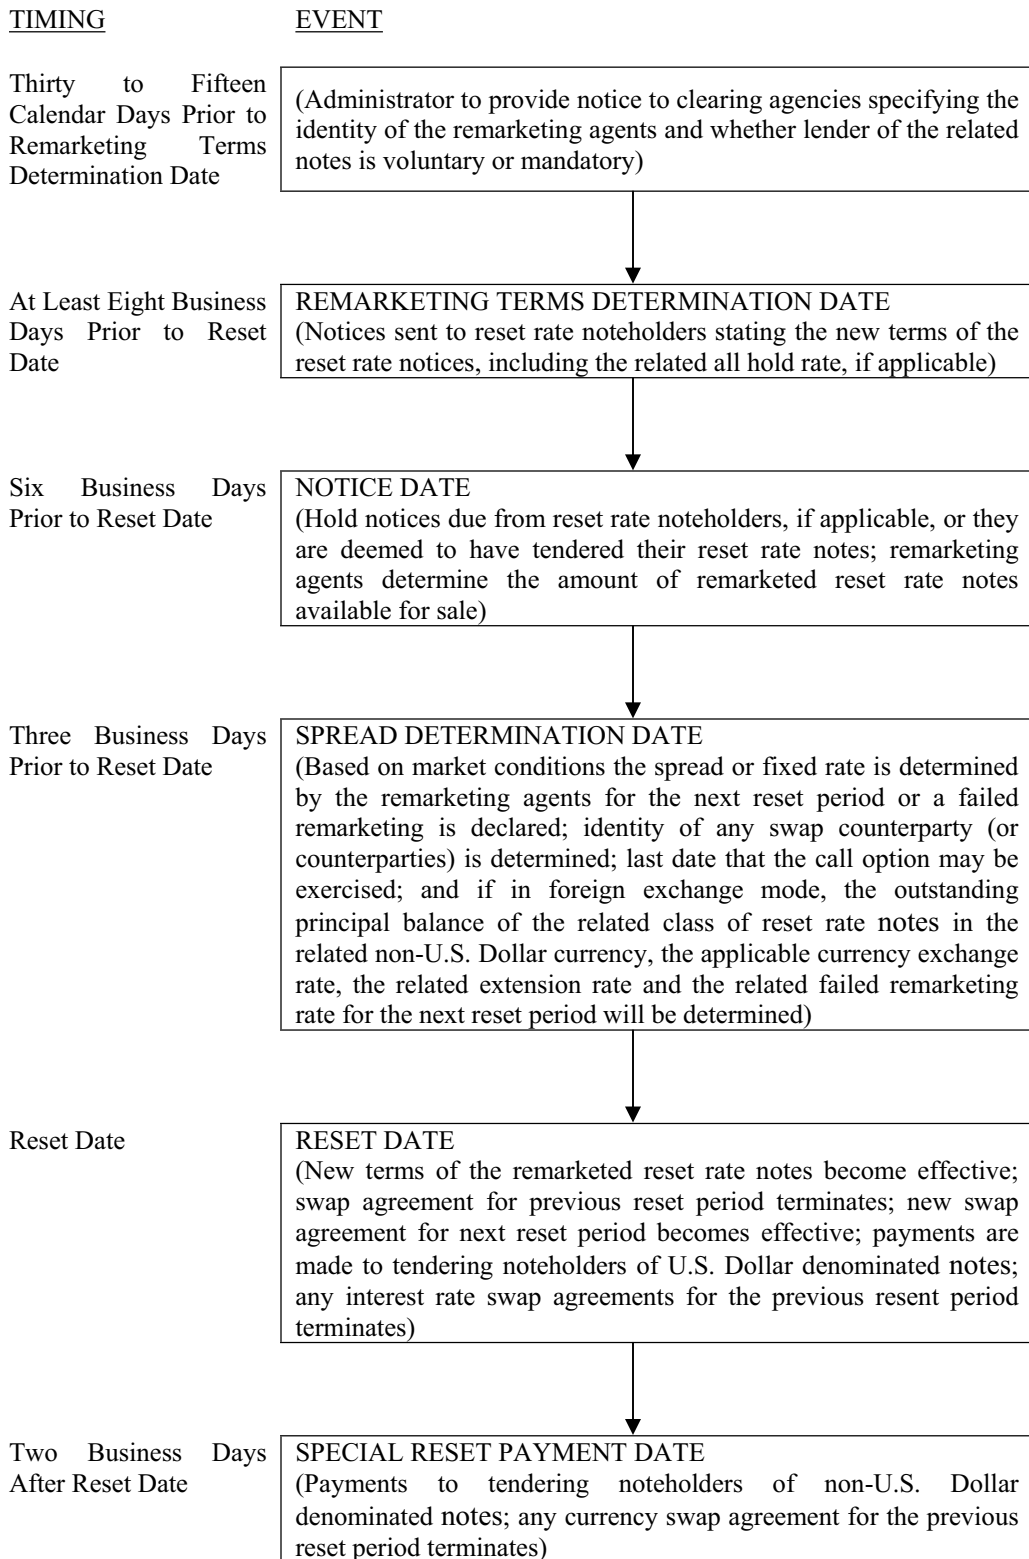 TIMING EVENT
Thirty to Fifteen
Calendar Days Prior to
Remarketing Terms
Determination Date
(Administrator to provide notice to clearing agencies specifying the
identity of the remarketing agents and whether lender of the related
notes is voluntary or mandatory)
At Least Eight Business
Days Prior to Reset
Date
REMARKETING TERMS DETERMINATION DATE
(Notices sent to reset rate noteholders stating the new terms of the
reset rate notices, including the related all hold rate, if applicable)
Six Business Days
Prior to Reset Date
NOTICE DATE
(Hold notices due from reset rate noteholders, if applicable, or they
are deemed to have tendered their reset rate notes; remarketing
agents determine the amount of remarketed reset rate notes
available for sale)
Three Business Days
Prior to Reset Date
SPREAD DETERMINATION DATE
(Based on market conditions the spread or fixed rate is determined
by the remarketing agents for the next reset period or a failed
remarketing is declared; identity of any swap counterparty (or
counterparties) is determined; last date that the call option may be
exercised; and if in foreign exchange mode, the outstanding
principal balance of the related class of reset rate notes in the
related non-U.S. Dollar currency, the applicable currency exchange
rate, the related extension rate and the related failed remarketing
rate for the next reset period will be determined)
Reset Date
RESET DATE
(New terms of the remarketed reset rate notes become effective;
swap agreement for previous reset period terminates; new swap
agreement for next reset period becomes effective; payments are
made to tendering noteholders of U.S. Dollar denominated notes;
any interest rate swap agreements for the previous resent period
terminates)
Two Business Days
After Reset Date
SPECIAL RESET PAYMENT DATE
(Payments to tendering noteholders of non-U.S. Dollar
denominated notes; any currency swap agreement for the previous
reset period terminates)